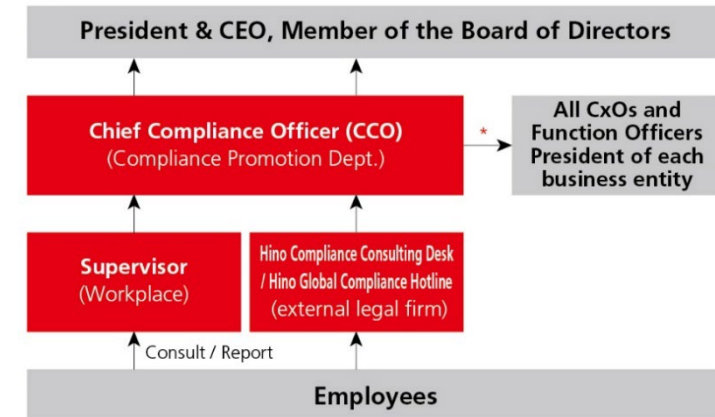 President & CEO, Member of the Board of Directors
Chief Compliance Officer (CCO)
(Compliance Promotion Dept.)
*
All CxOs and
Function Officers
President of each
business entity
Supervisor
(Workplace)
Hino Compliance Consulting Desk
/ Hino Global Compliance Hotline
(external legal firm)
Consult / Report
Employees